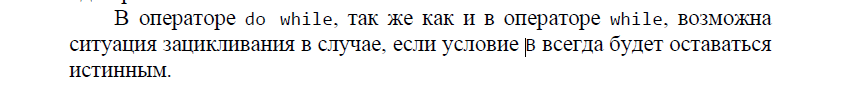 В операторе do while, так же как и в операторе while, возможна
ситуация зацикливания в случае, если условие B всегда будет оставаться
истинным.